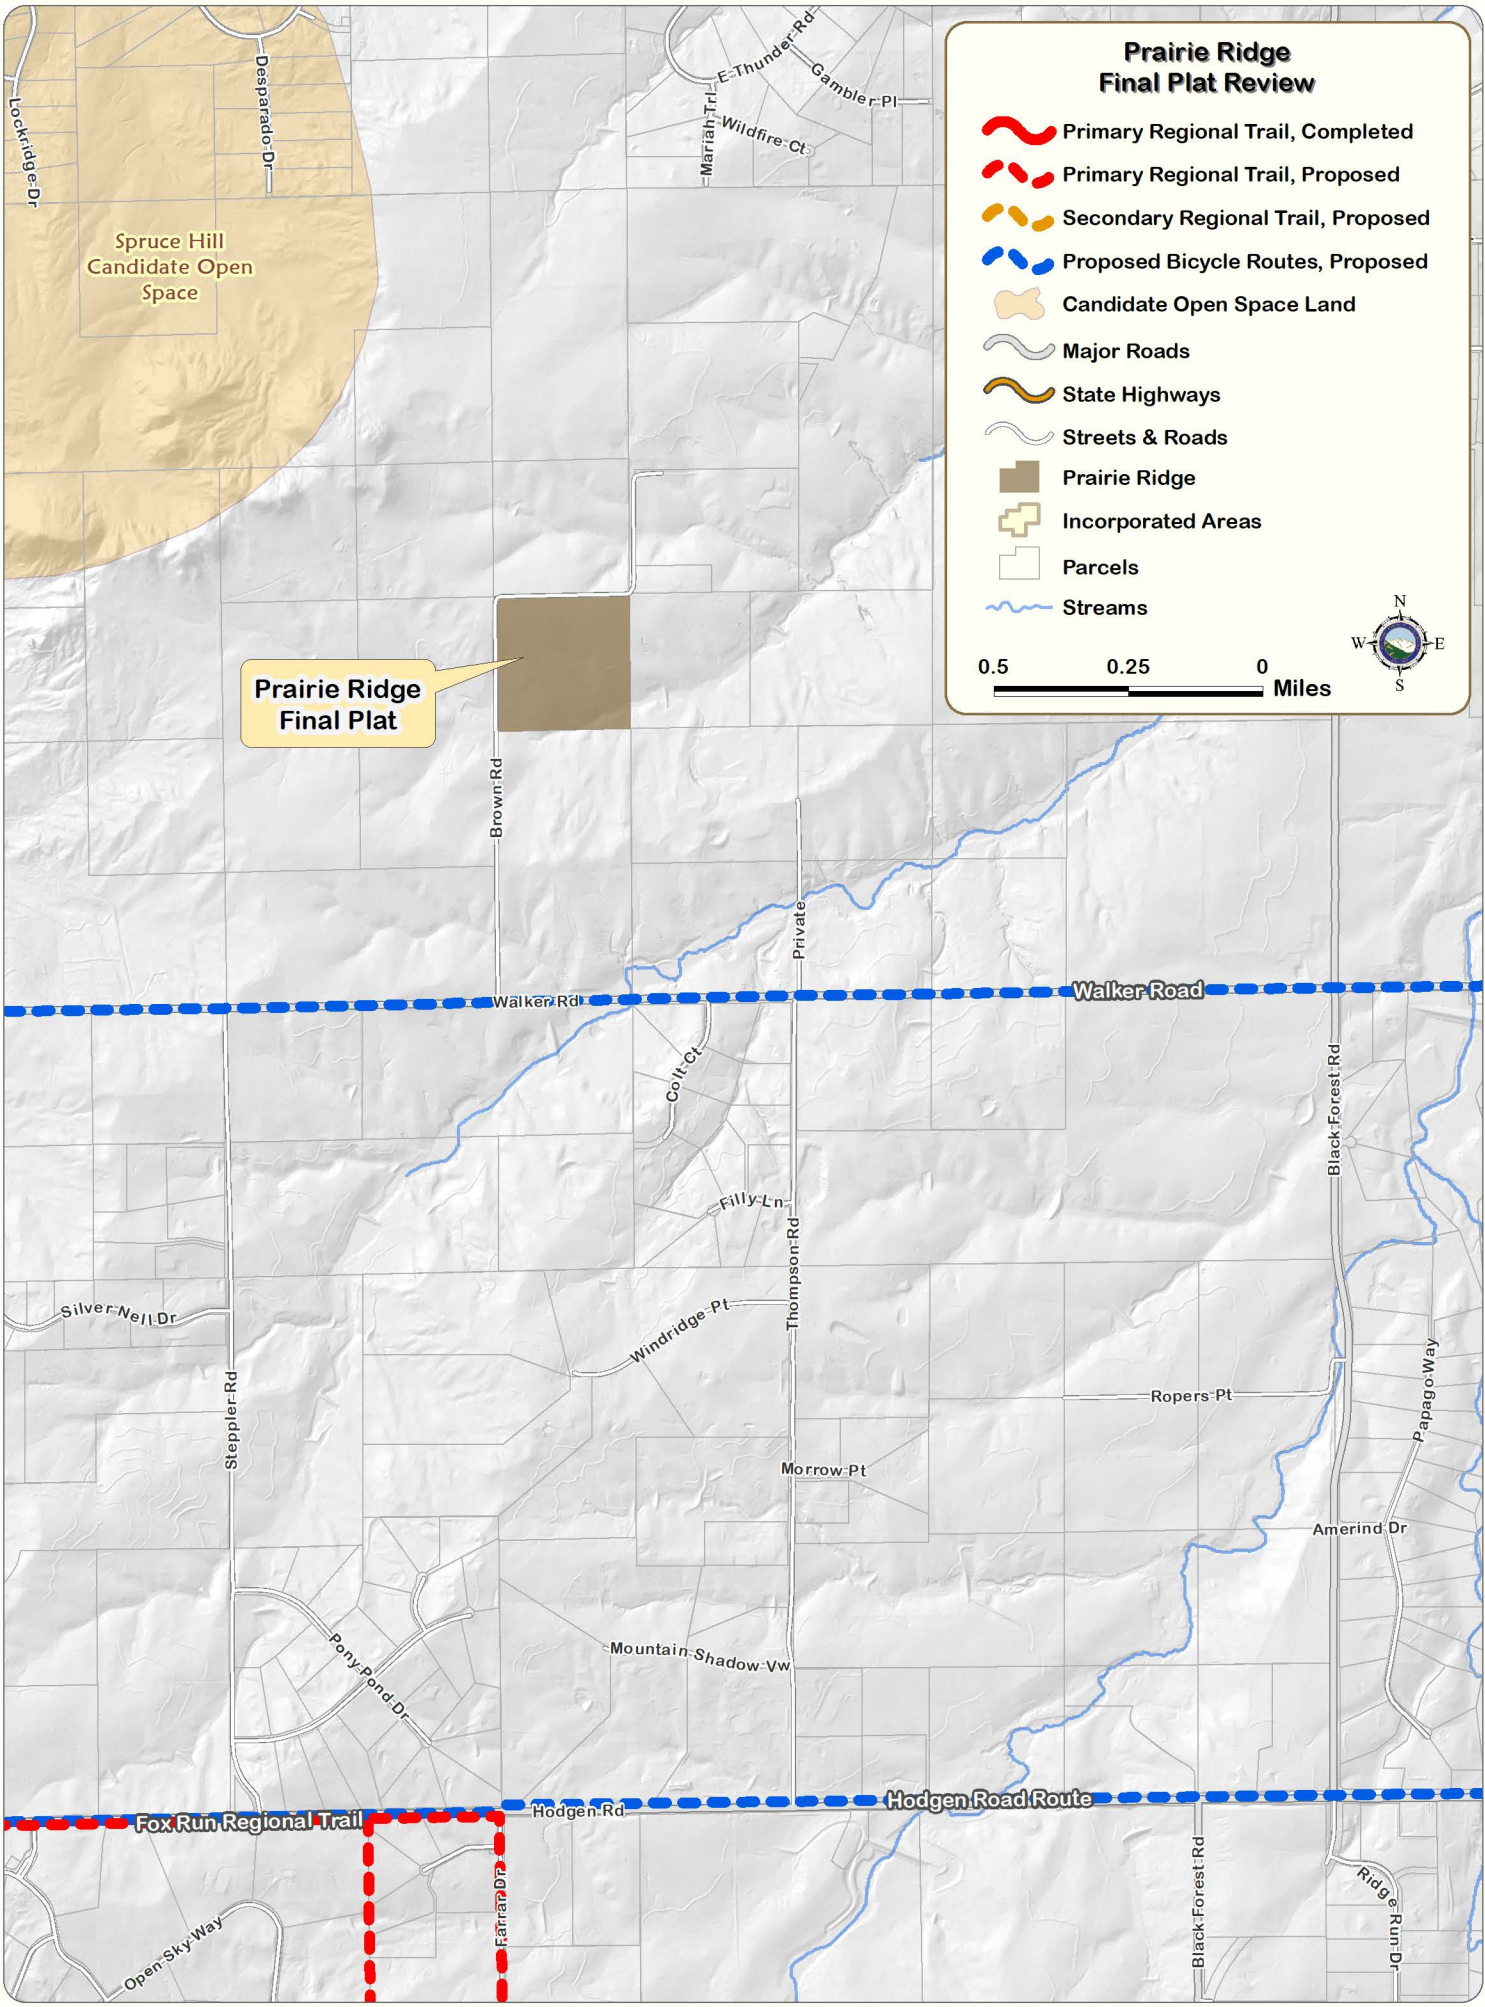 Prairie Ridge
Final Plat Review
Primary Regional Trail, Completed
Primary Regional Trail, Proposed
Secondary Regional Trail, Proposed
Proposed Bicycle Routes, Proposed
Candidate Open Space Land
Major Roads
State Highways
Streets & Roads
Prairie Ridge
Incorporated Areas
Parcels
Streams
N
W
E
S
0.5
0.25
0
Miles
Lockridge Dr
Desparado Dr
E Thunder Rd
Gambler Pl
Mariah Trl
Wildfire Ct
Spruce Hill
Candidate Open
Space
Prairie Ridge
Final Plat
Brown Rd
Private
Walker Rd
Walker Road
Colt Ct
Black Forest Rd
Filly Ln
Thompson Rd
Silver Nell Dr
Windridge Pt
Steppler Rd
Ropers Pt
Papago Way
Morrow Pt
Amerind Dr
Pony Pond Dr
Mountain Shadow Vw
Hodgen Road Route
Hodgen Rd
Fox Run Regional Trail
Farrar Dr
Black Forest Rd
Ridge Run Dr
Open Sky Way